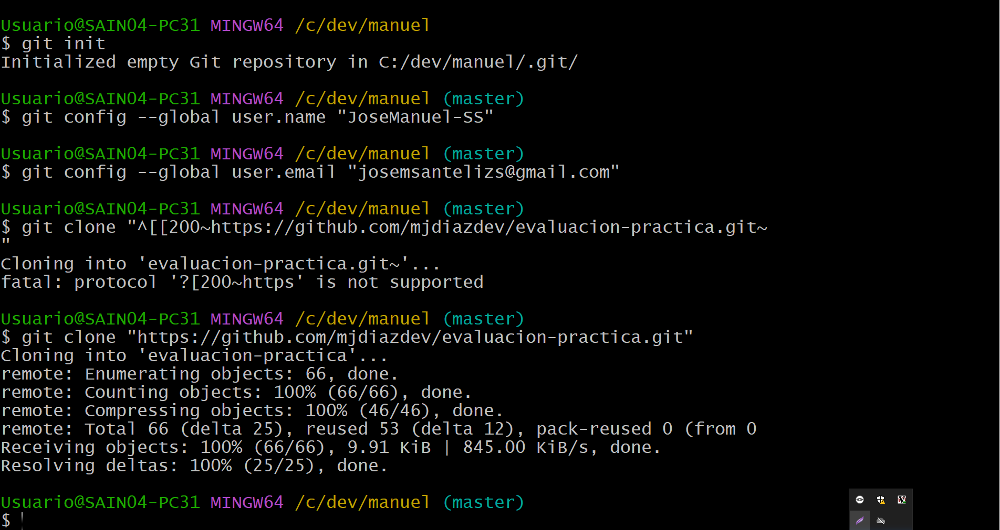 Usuario@SAIN04-PC31 MINGW64 /c/dev/manuel
$ git init
Initialized empty Git repository in C:/dev/manuel/.git/
Usuario@SAIN04-PC31 MINGW64 /c/dev/manuel (master)
$ git config --global user.name "JoseManuel-SS"
Usuario@SAIN04-PC31 MINGW64 /c/dev/manuel (master)
$ git config --global user.email "josemsantelizs@gmail.com"
Usuario@SAIN04-PC31 MINGW64 /c/dev/manuel (master)
$ git clone "^[[200~https://github.com/mjdiazdev/evaluacion-practica.git~
"
Cloning into 'evaluacion-practica.git~'...
fatal: protocol '?[200~https' is not supported
Usuario@SAIN04-PC31 MINGW64 /c/dev/manuel (master)
$ git clone "https://github.com/mjdiazdev/evaluacion-practica.git"
Cloning into 'evaluacion-practica'...
remote: Enumerating objects: 66, done.
remote: Counting objects: 100% (66/66), done.
remote: Compressing objects: 100% (46/46), done.
remote: Total 66 (delta 25), reused 53 (delta 12), pack-reused 0 (from 0
Receiving objects: 100% (66/66), 9.91 KiB | 845.00 KiB/s, done.
Resolving deltas: 100% (25/25), done.
Usuario@SAIN04-PC31 MINGW64 /c/dev/manuel (master)
$